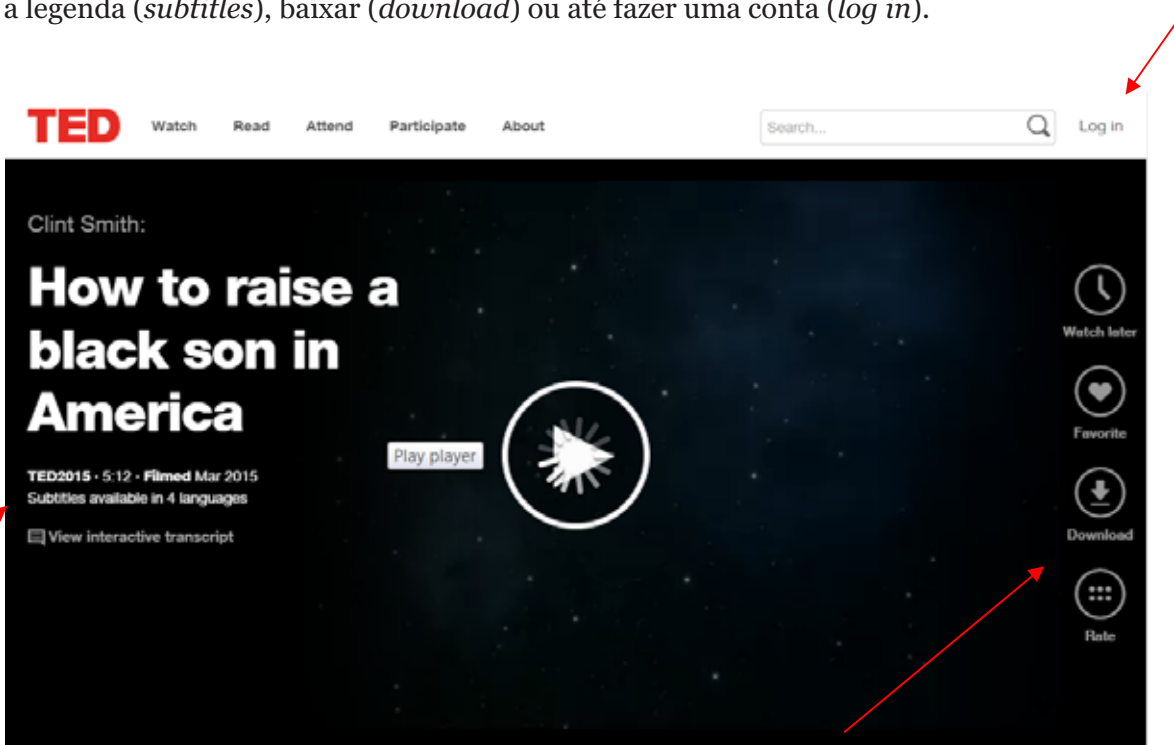 a legenda (subtitles), baixar (download) ou até fazer uma conta (log in).
TED Watch Read Attend Participate About Search... Log in
Clint Smith:
How to raise a
black son in
America
TED2015 · 5:12 · Filmed Mar 2015
Subtitles available in 4 languages
View interactive transcript
Play player
Watch later
Favorite
Download
Rate